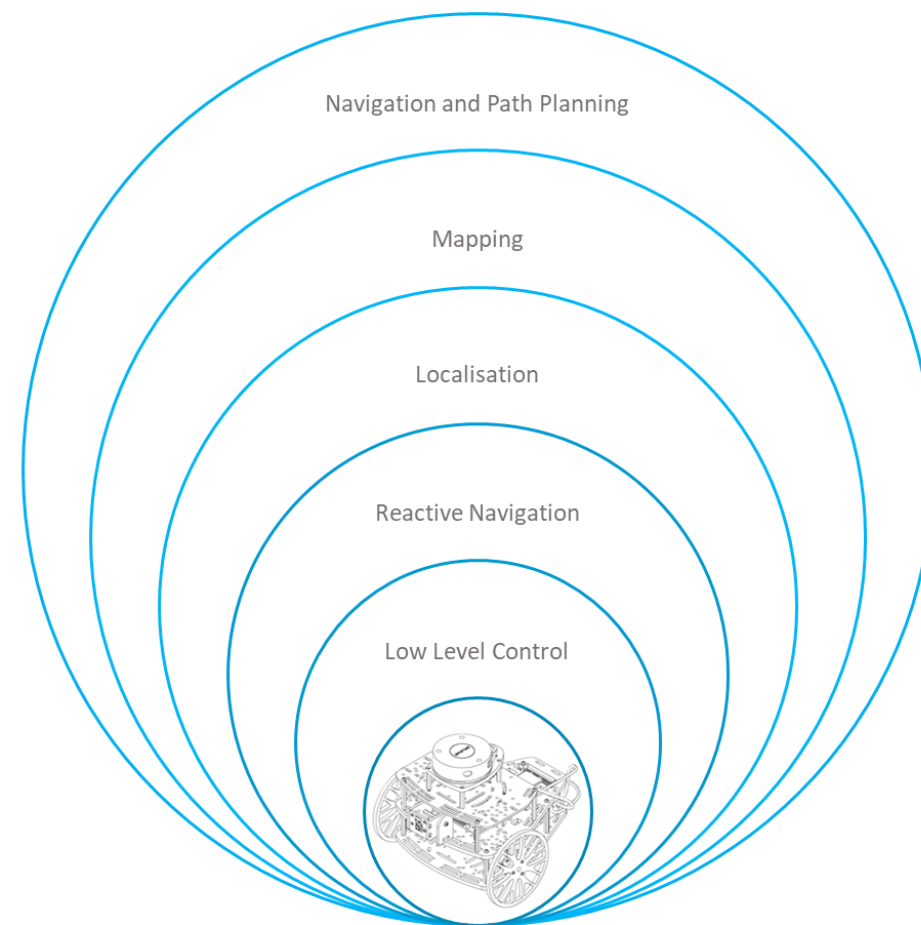 Navigation and Path Planning
Mapping
Localisation
Reactive Navigation
Low Level Control